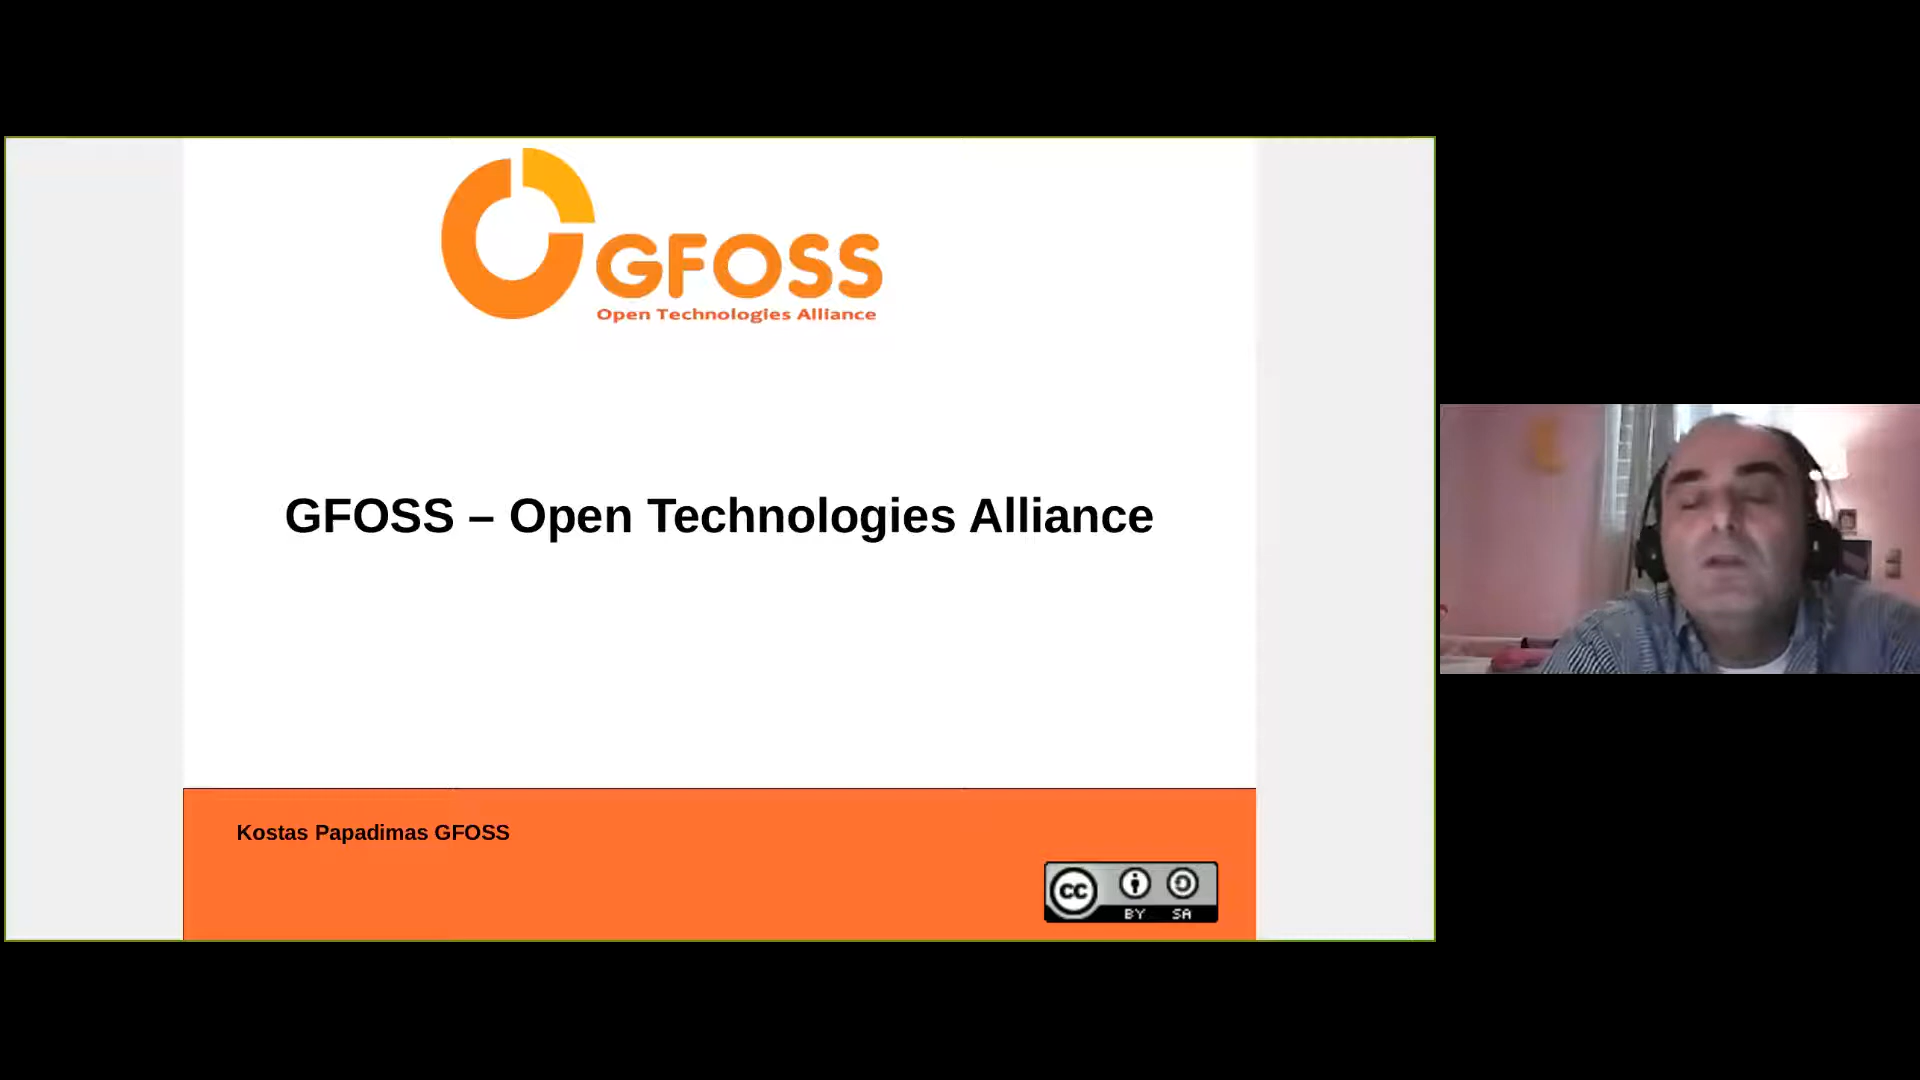 GFOSS
Open Technologies Alliance
GFOSS – Open Technologies Alliance
Kostas Papadimas GFOSS
cc
BY SA